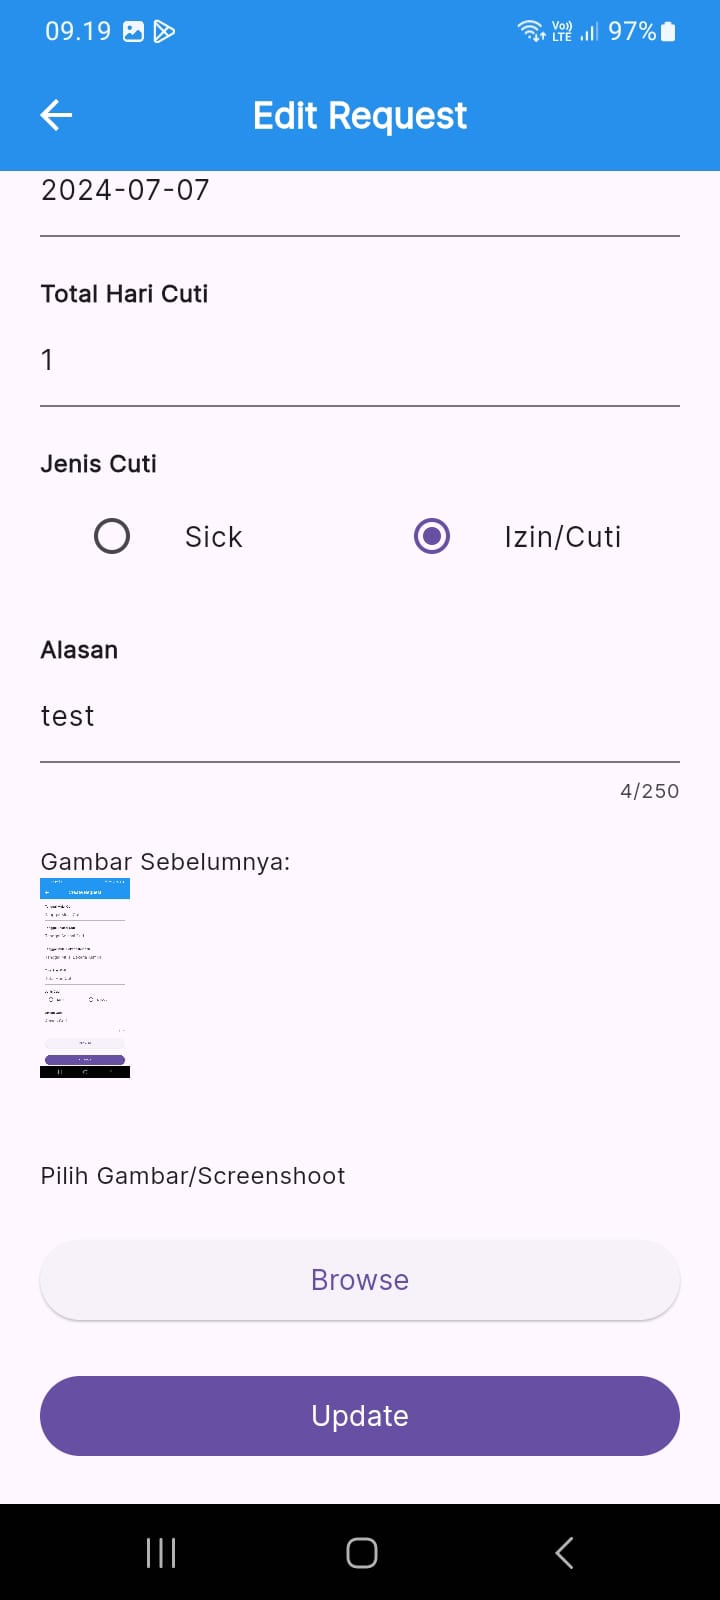 09.19 Vo)) LTE 97%
Edit Request
2024-07-07
Total Hari Cuti
1
Jenis Cuti
Sick Izin/Cuti
Alasan
test
4/250
Gambar Sebelumnya:
Pilih Gambar/Screenshoot
Browse
Update